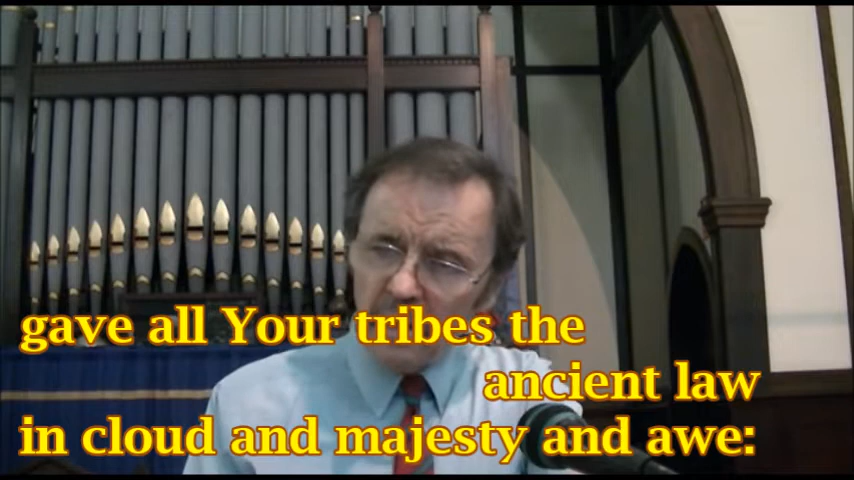 gave all Your tribes the
ancient law
in cloud and majesty and awe: